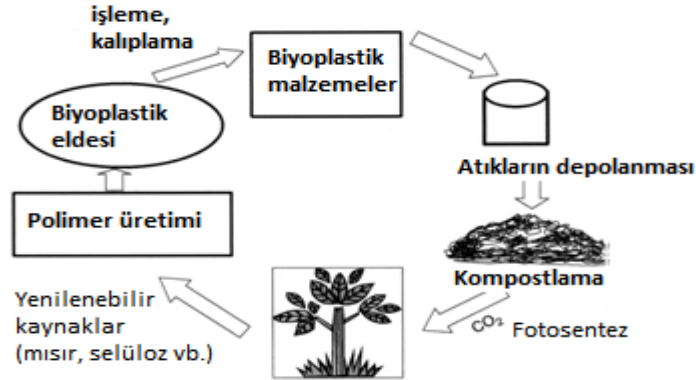 işleme,
kalıplama
Biyoplastik
malzemeler
Biyoplastik
eldesi
Atıkların depolanması
Polimer üretimi
Kompostlama
Yenilenebilir
kaynaklar
(mısır, selüloz vb.)
CO₂ Fotosentez